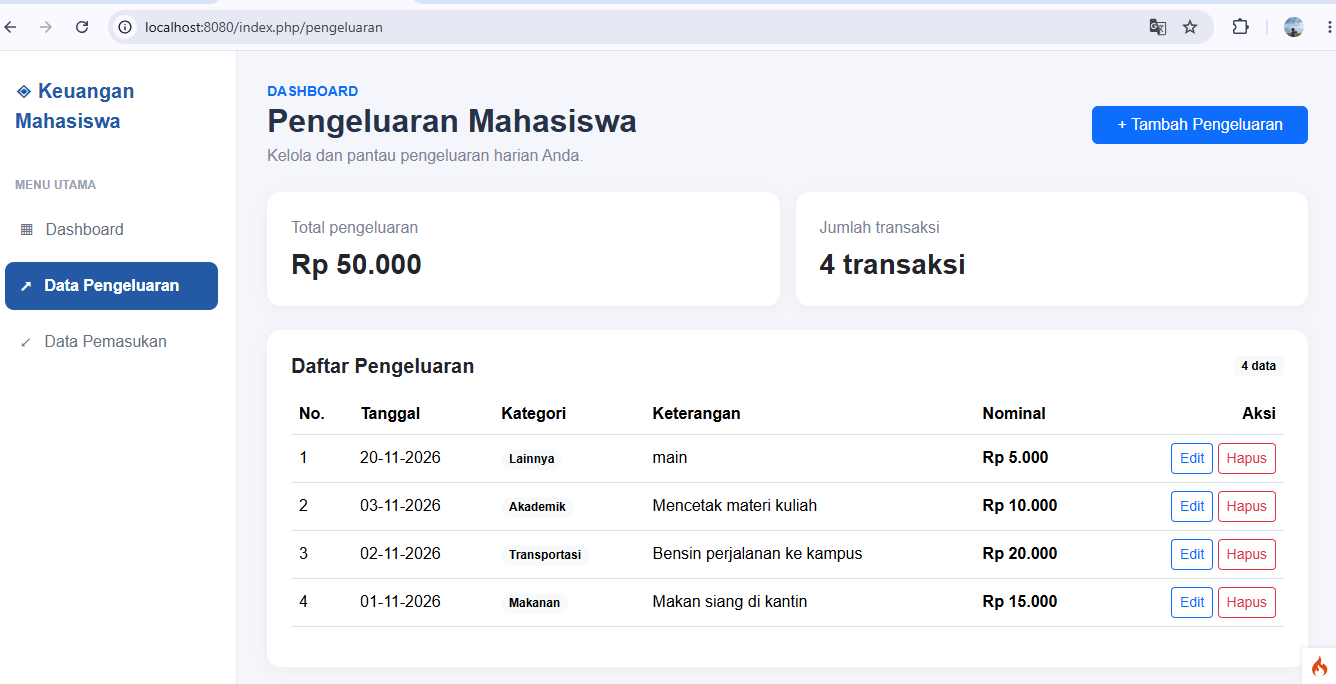 localhost:8080/index.php/pengeluaran
Keuangan
Mahasiswa
MENU UTAMA
Dashboard
Data Pengeluaran
Data Pemasukan
DASHBOARD
Pengeluaran Mahasiswa
Kelola dan pantau pengeluaran harian Anda.
+ Tambah Pengeluaran
Total pengeluaran
Rp 50.000
Jumlah transaksi
4 transaksi
Daftar Pengeluaran
4 data
No. Tanggal Kategori Keterangan Nominal Aksi
1 20-11-2026 Lainnya main Rp 5.000 Edit Hapus
2 03-11-2026 Akademik Mencetak materi kuliah Rp 10.000 Edit Hapus
3 02-11-2026 Transportasi Bensin perjalanan ke kampus Rp 20.000 Edit Hapus
4 01-11-2026 Makanan Makan siang di kantin Rp 15.000 Edit Hapus